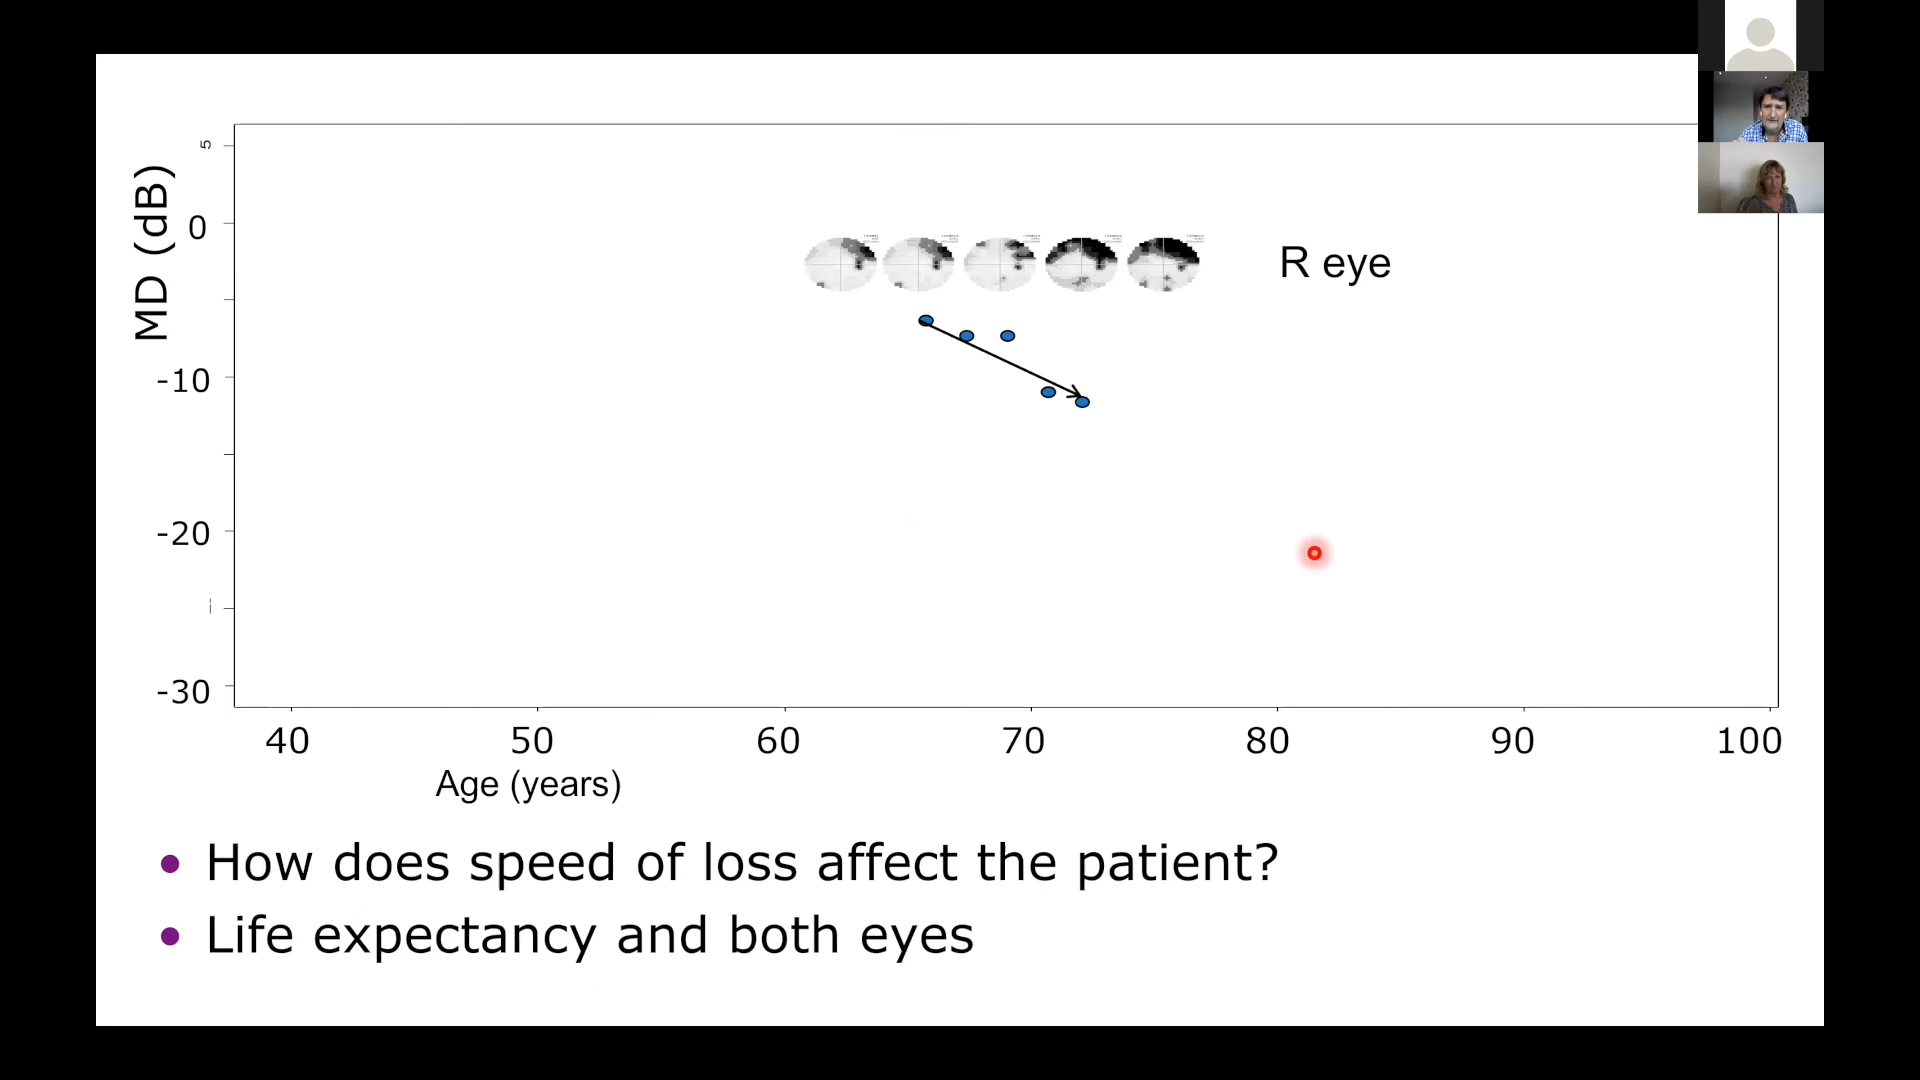 5
MD (dB)
0
-10
-20
-30
R eye
40 50 60 70 80 90 100
Age (years)
• How does speed of loss affect the patient?
• Life expectancy and both eyes